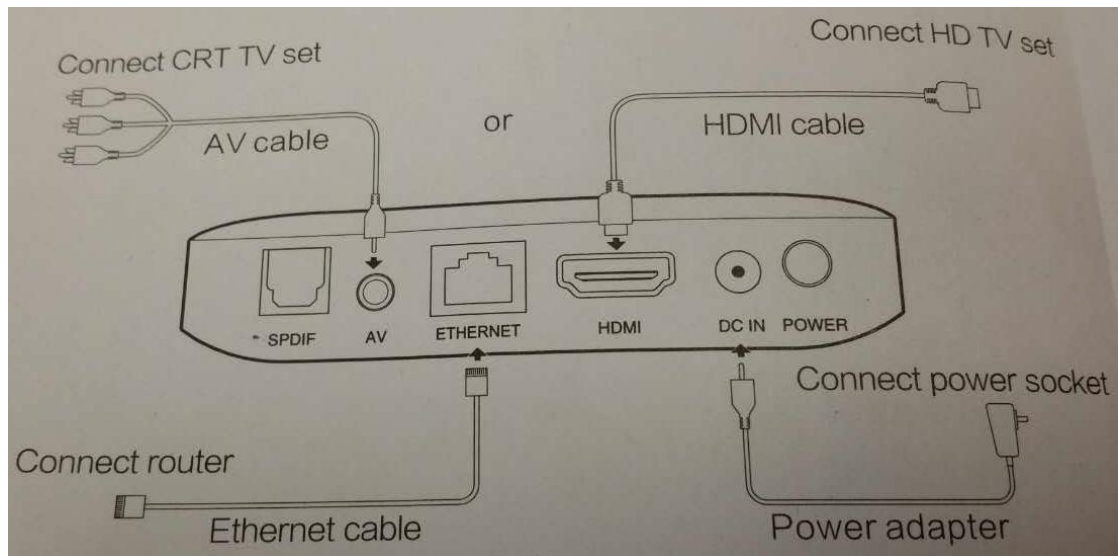 Connect CRT TV set
Connect HD TV set
AV cable
or
HDMI cable
SPDIF
AV
ETHERNET
HDMI
DC IN
POWER
Connect power socket
Connect router
Ethernet cable
Power adapter